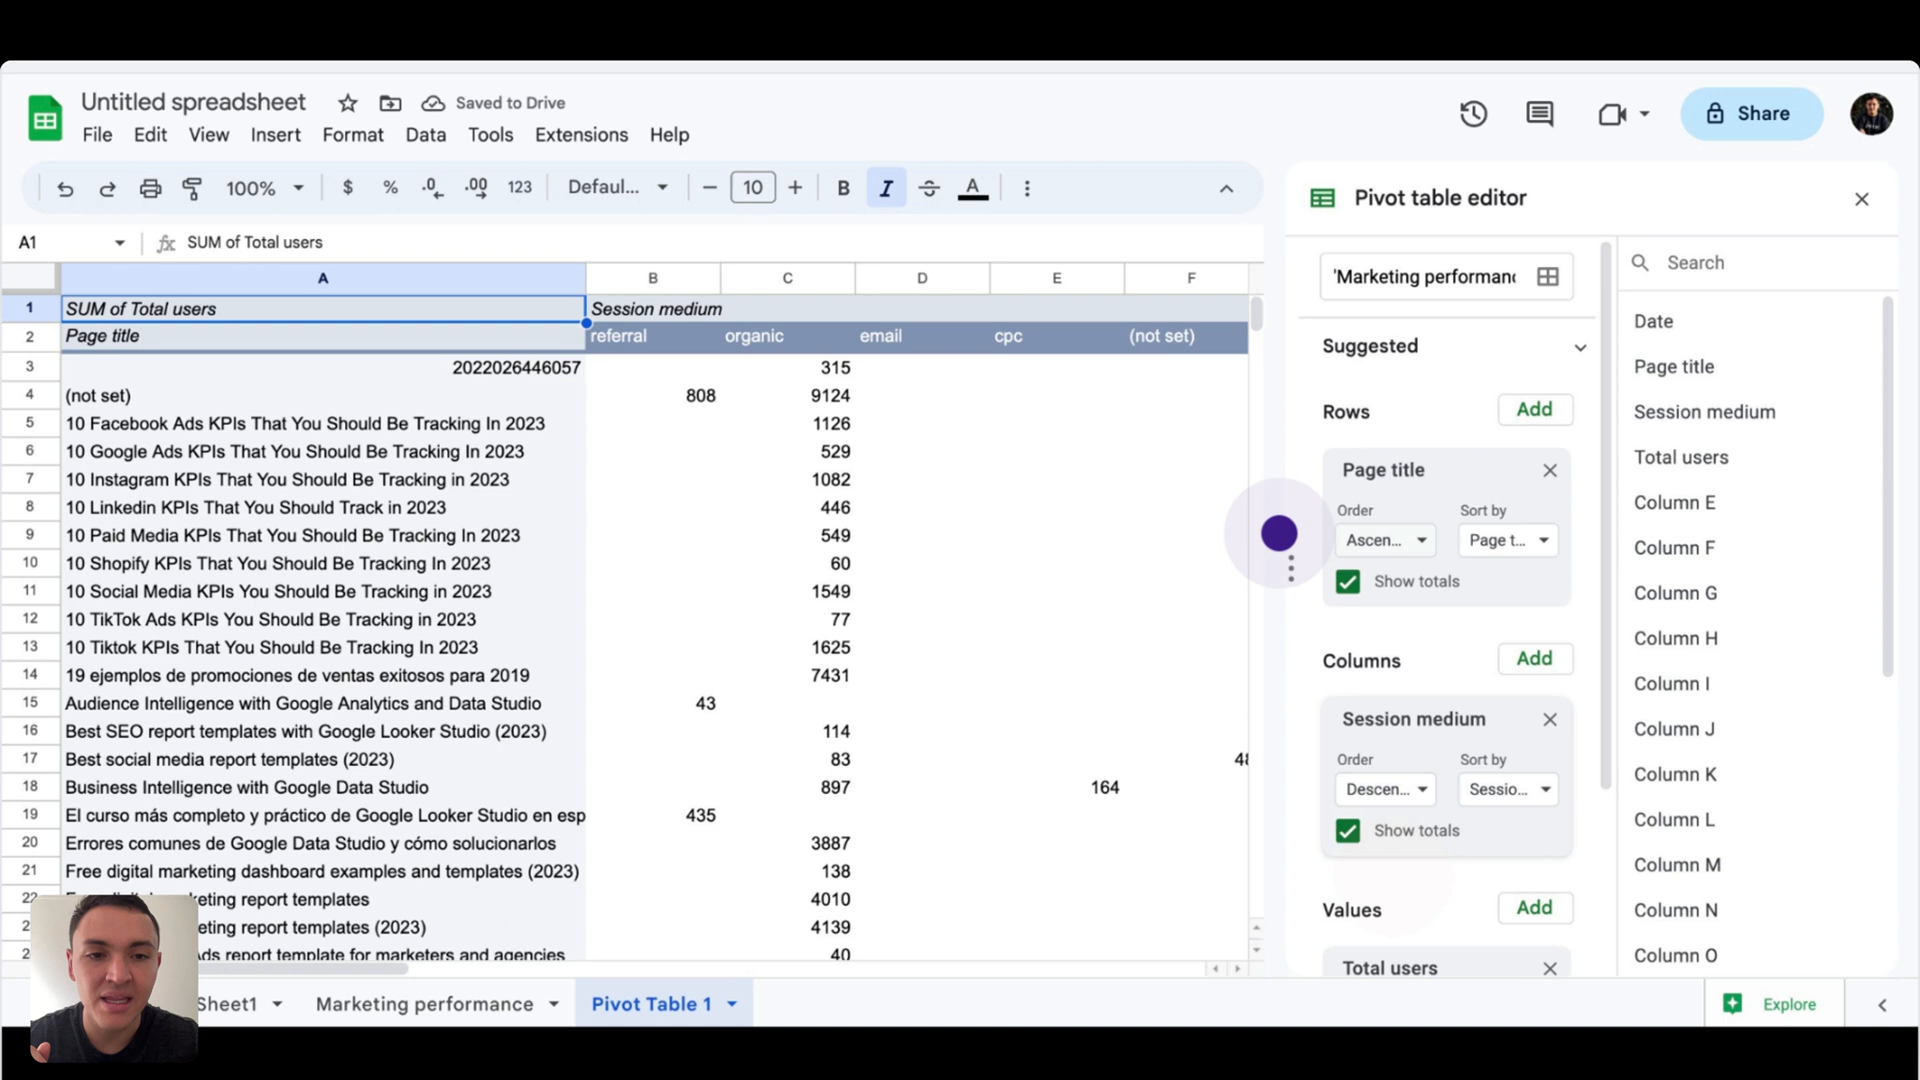 Untitled spreadsheet
Saved to Drive
File Edit View Insert Format Data Tools Extensions Help
Share
100% $ % .0 .00 123 Defaul... 10 B I A
A1 fx SUM of Total users
Pivot table editor
'Marketing performanc
Search
A B C D E F
1 SUM of Total users Session medium
2 Page title referral organic email cpc (not set)
3 2022026446057 315
4 (not set) 808 9124
5 10 Facebook Ads KPIs That You Should Be Tracking In 2023 1126
6 10 Google Ads KPIs That You Should Be Tracking In 2023 529
7 10 Instagram KPIs That You Should Be Tracking in 2023 1082
8 10 Linkedin KPIs That You Should Track in 2023 446
9 10 Paid Media KPIs That You Should Be Tracking In 2023 549
10 10 Shopify KPIs That You Should Be Tracking In 2023 60
11 10 Social Media KPIs You Should Be Tracking in 2023 1549
12 10 TikTok Ads KPIs You Should Be Tracking in 2023 77
13 10 Tiktok KPIs That You Should Be Tracking In 2023 1625
14 19 ejemplos de promociones de ventas exitosos para 2019 7431
15 Audience Intelligence with Google Analytics and Data Studio 43
16 Best SEO report templates with Google Looker Studio (2023) 114
17 Best social media report templates (2023) 83
18 Business Intelligence with Google Data Studio 897 164
19 El curso más completo y práctico de Google Looker Studio en esp 435
20 Errores comunes de Google Data Studio y cómo solucionarlos 3887
21 Free digital marketing dashboard examples and templates (2023) 138
22 eting report templates 4010
eting report templates (2023) 4139
report template for marketers and agencies 40
Suggested
Rows Add
Page title
Order Sort by
Ascen... Page t...
Show totals
Columns Add
Session medium
Order Sort by
Descen... Sessio...
Show totals
Values Add
Total users
Date
Page title
Session medium
Total users
Column E
Column F
Column G
Column H
Column I
Column J
Column K
Column L
Column M
Column N
Column O
Sheet1 Marketing performance Pivot Table 1
Explore